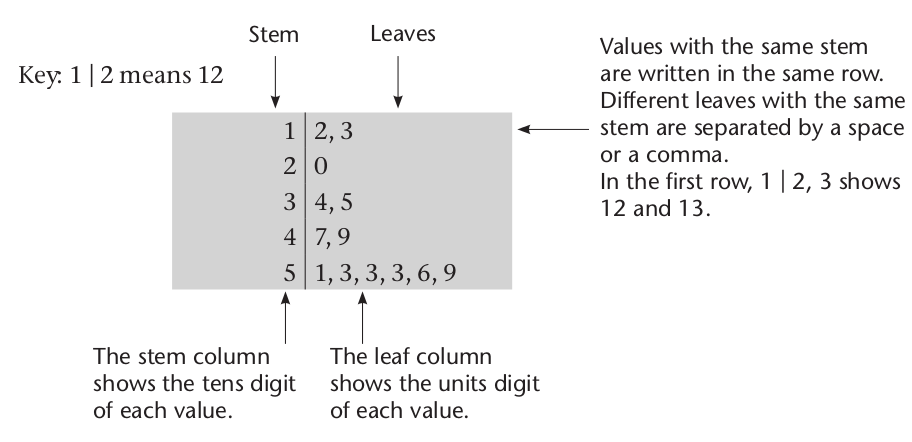 Stem
Leaves
Key: 1 | 2 means 12
1 | 2, 3
2 | 0
3 | 4, 5
4 | 7, 9
5 | 1, 3, 3, 3, 6, 9
Values with the same stem
are written in the same row.
Different leaves with the same
stem are separated by a space
or a comma.
In the first row, 1 | 2, 3 shows
12 and 13.
The stem column
shows the tens digit
of each value.
The leaf column
shows the units digit
of each value.